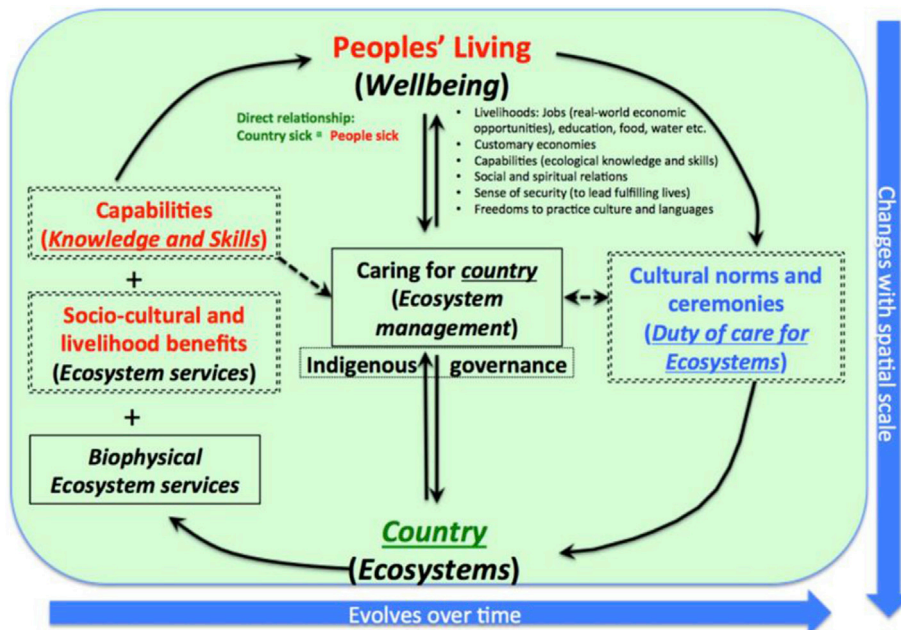 Peoples' Living
(Wellbeing)
Direct relationship:
Country sick = People sick
• Livelihoods: Jobs (real-world economic
opportunities), education, food, water etc.
• Customary economies
• Capabilities (ecological knowledge and skills)
• Social and spiritual relations
• Sense of security (to lead fulfilling lives)
• Freedoms to practice culture and languages
Capabilities
(Knowledge and Skills)
+
Socio-cultural and
livelihood benefits
(Ecosystem services)
+
Biophysical
Ecosystem services
Caring for country
(Ecosystem
management)
Indigenous governance
Cultural norms and
ceremonies
(Duty of care for
Ecosystems)
Country
(Ecosystems)
Evolves over time
Changes with spatial scale